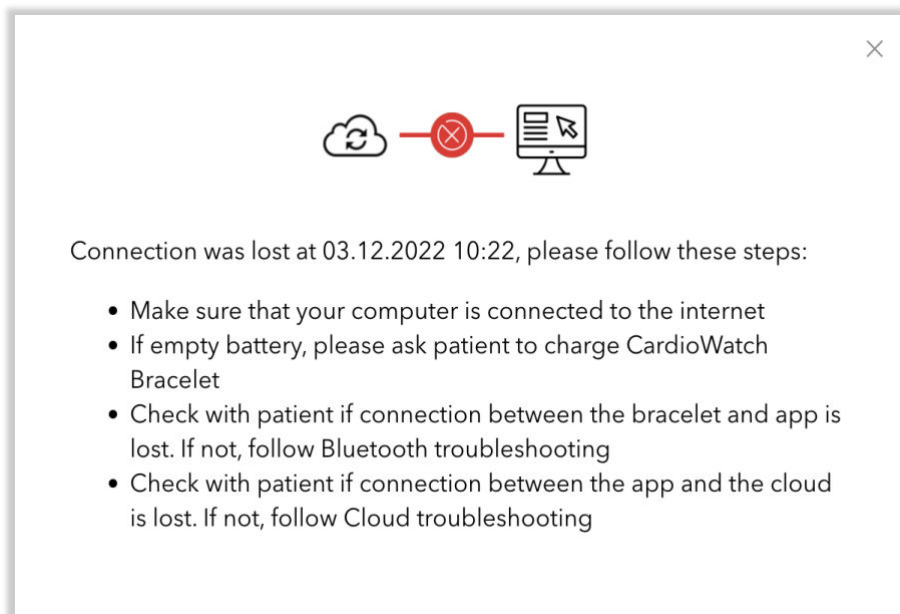 Connection was lost at 03.12.2022 10:22, please follow these steps:
• Make sure that your computer is connected to the internet
• If empty battery, please ask patient to charge CardioWatch
Bracelet
• Check with patient if connection between the bracelet and app is
lost. If not, follow Bluetooth troubleshooting
• Check with patient if connection between the app and the cloud
is lost. If not, follow Cloud troubleshooting